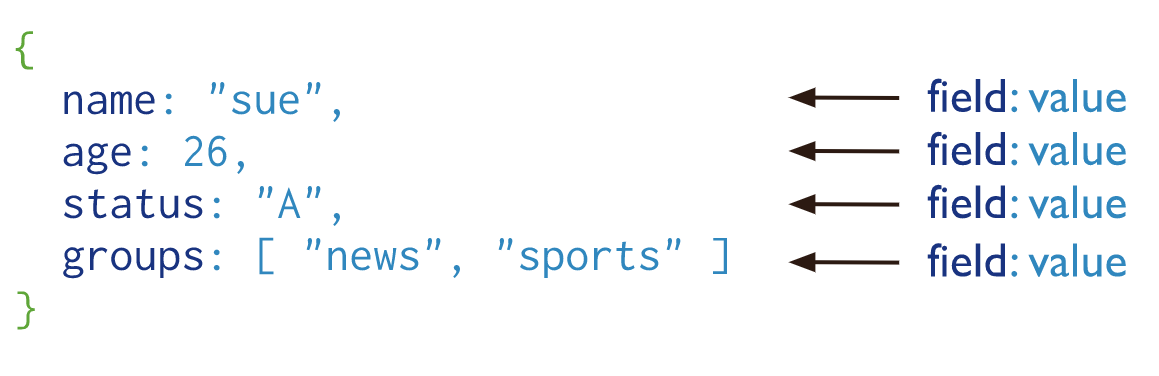 {
name: "sue", field: value
age: 26, field: value
status: "A", field: value
groups: [ "news", "sports" ] field: value
}